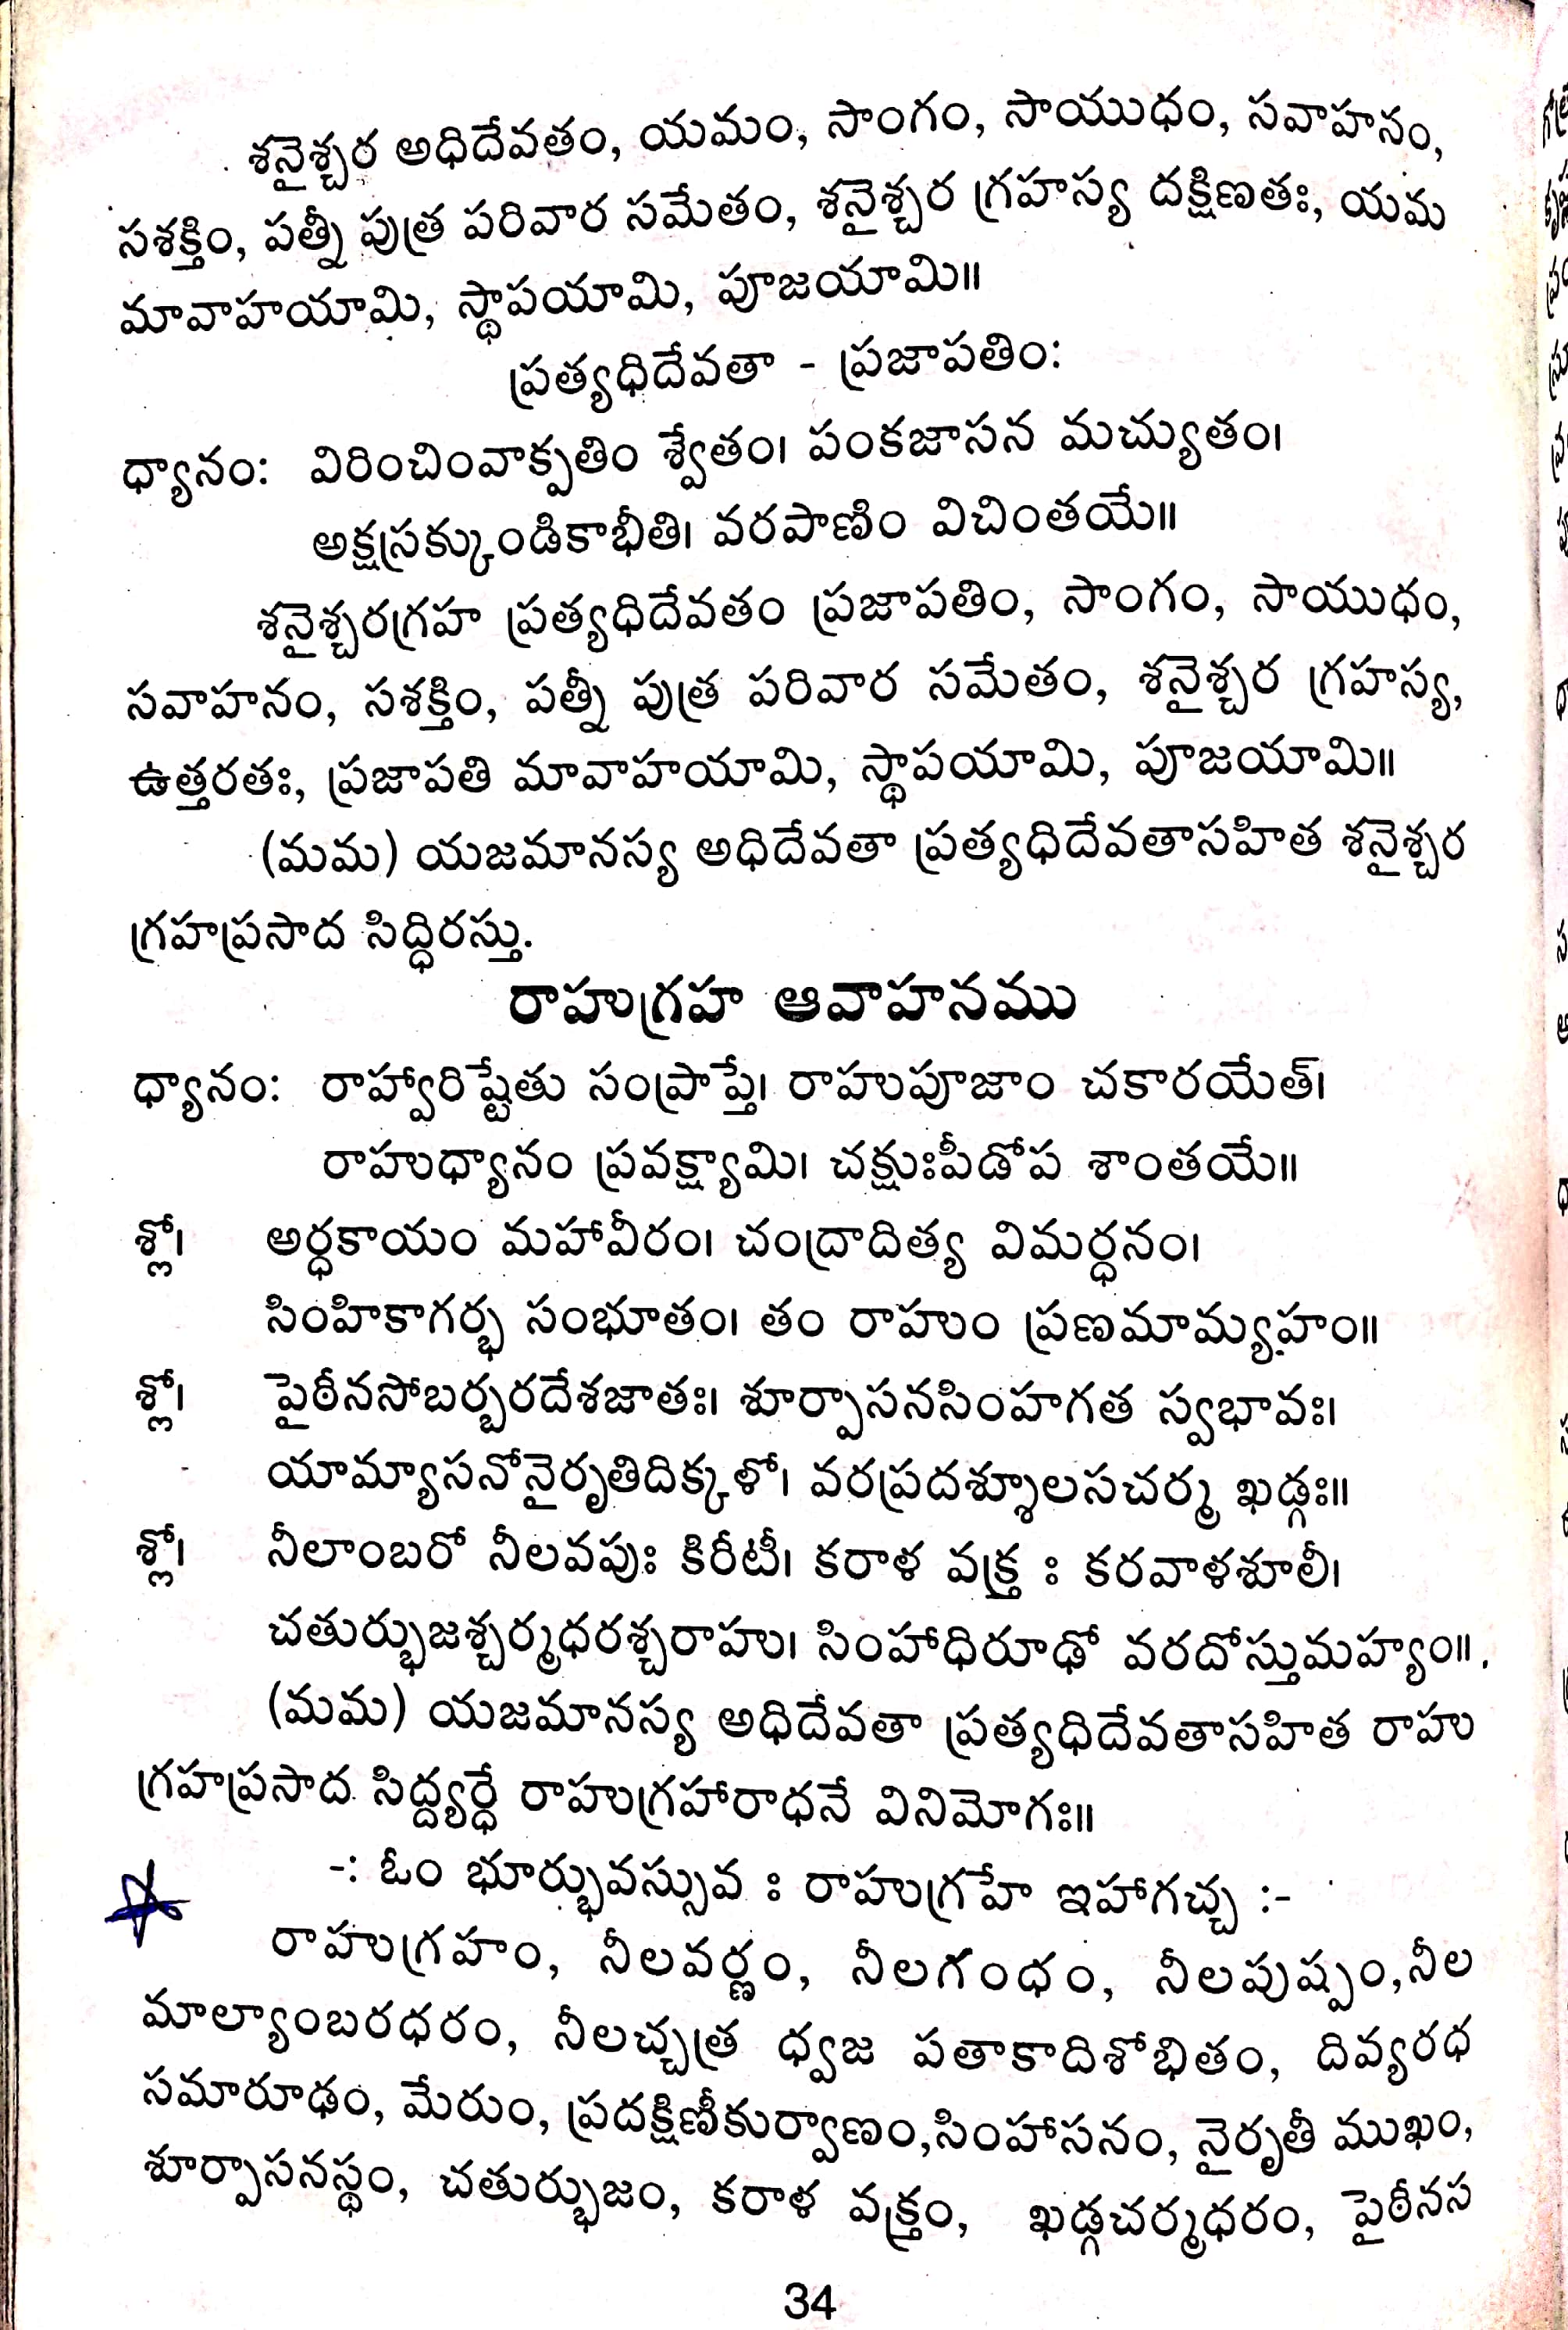 శనైశ్చర అధిదేవతం, యమం, సాంగం, సాయుధం, సవాహనం,
సశక్తిం, పత్నీ పుత్ర పరివార సమేతం, శనైశ్చర గ్రహస్య దక్షిణతః, యమ
మావాహయామి, స్థాపయామి, పూజయామి॥
ప్రత్యధిదేవతా - ప్రజాపతిం:
ధ్యానం: విరించింవాక్పతిం శ్వేతం। పంకజాసన మచ్యుతం।
అక్షస్రక్కుండికాభీతి। వరపాణిం విచింతయే॥
శనైశ్చరగ్రహ ప్రత్యధిదేవతం ప్రజాపతిం, సాంగం, సాయుధం,
సవాహనం, సశక్తిం, పత్నీ పుత్ర పరివార సమేతం, శనైశ్చర గ్రహస్య,
ఉత్తరతః, ప్రజాపతి మావాహయామి, స్థాపయామి, పూజయామి॥
(మమ) యజమానస్య అధిదేవతా ప్రత్యధిదేవతాసహిత శనైశ్చర
గ్రహప్రసాద సిద్ధిరస్తు.
రాహుగ్రహ ఆవాహనము
ధ్యానం: రాహ్వారిష్టేతు సంప్రాప్తే। రాహుపూజాం చకారయేత్।
రాహుధ్యానం ప్రవక్ష్యామి। చక్షుఃపీడోప శాంతయే॥
శ్లో। అర్ధకాయం మహావీరం। చంద్రాదిత్య విమర్ధనం।
సింహికాగర్భ సంభూతం। తం రాహుం ప్రణమామ్యహం॥
శ్లో। పైఠీనసోబర్బరదేశజాతః। శూర్పాసనసింహగత స్వభావః।
యామ్యాసనోనైరృతిదిక్కళో। వరప్రదశ్శూలసచర్మ ఖడ్గః॥
శ్లో। నీలాంబరో నీలవపుః కిరీటీ। కరాళ వక్త్ర ః కరవాళశూలీ।
చతుర్భుజశ్చర్మధరశ్చరాహు। సింహాధిరూఢో వరదోస్తుమహ్యం॥
(మమ) యజమానస్య అధిదేవతా ప్రత్యధిదేవతాసహిత రాహు
గ్రహప్రసాద సిద్ద్యర్ధే రాహుగ్రహారాధనే వినిమోగః॥
-: ఓం భూర్భువస్సువ ః రాహుగ్రహే ఇహాగచ్చ :-
రాహుగ్రహం, నీలవర్ణం, నీలగంధం, నీలపుష్పం,నీల
మాల్యాంబరధరం, నీలచ్చత్ర ధ్వజ పతాకాదిశోభితం, దివ్యరధ
సమారూఢం, మేరుం, ప్రదక్షిణీకుర్వాణం,సింహాసనం, నైరృతీ ముఖం,
శూర్పాసనస్థం, చతుర్భుజం, కరాళ వక్త్రం, ఖడ్గచర్మధరం, పైఠీనస
34